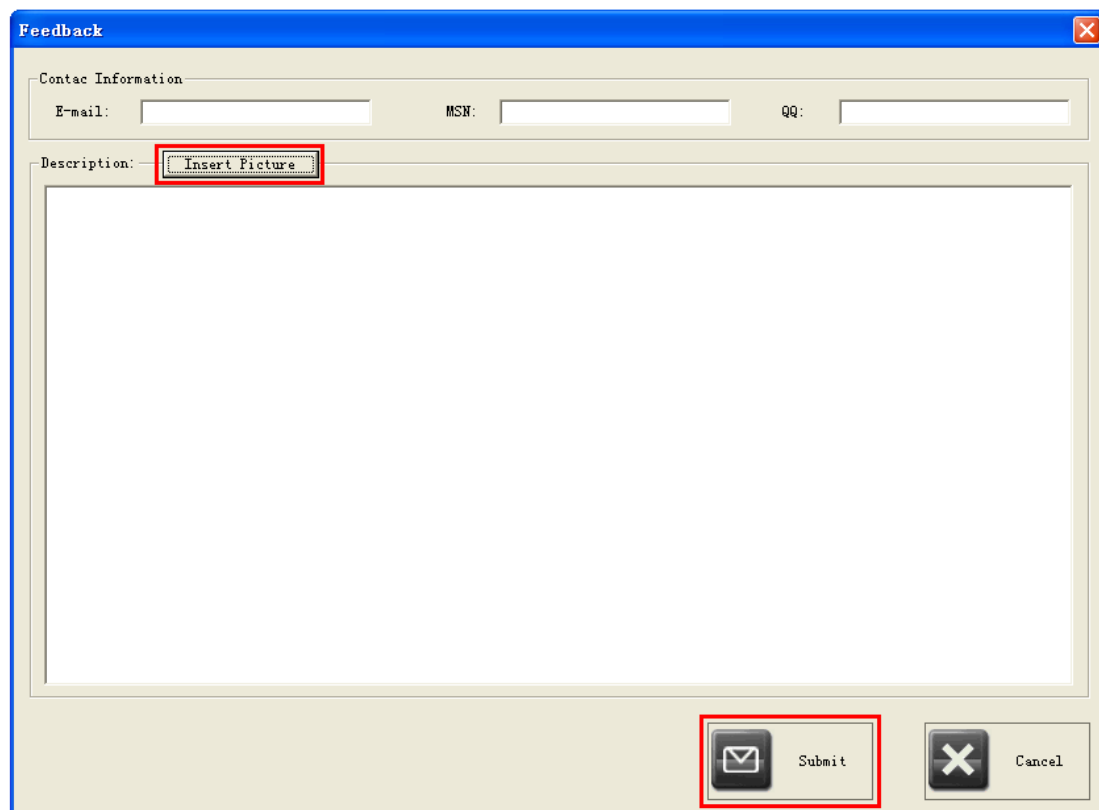 Feedback
Contac Information
E-mail: MSN: QQ:
Description: Insert Picture
Submit Cancel